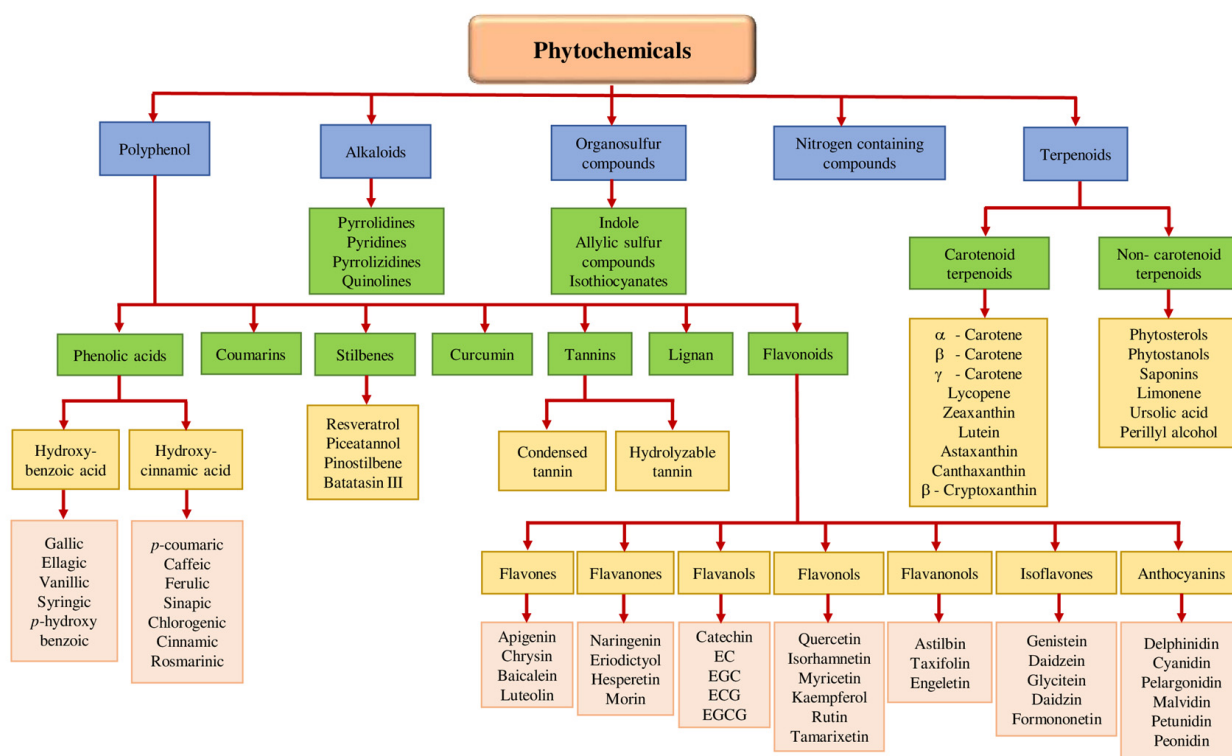 Phytochemicals
Polyphenol
Alkaloids
Organosulfur
compounds
Nitrogen containing
compounds
Terpenoids
Pyrrolidines
Pyridines
Pyrrolizidines
Quinolines
Indole
Allylic sulfur
compounds
Isothiocyanates
Carotenoid
terpenoids
Non- carotenoid
terpenoids
Phenolic acids
Coumarins
Stilbenes
Curcumin
Tannins
Lignan
Flavonoids
α - Carotene
β - Carotene
γ - Carotene
Lycopene
Zeaxanthin
Lutein
Astaxanthin
Canthaxanthin
β - Cryptoxanthin
Phytosterols
Phytostanols
Saponins
Limonene
Ursolic acid
Perillyl alcohol
Hydroxy-
benzoic acid
Hydroxy-
cinnamic acid
Resveratrol
Piceatannol
Pinostilbene
Batatasin III
Condensed
tannin
Hydrolyzable
tannin
Gallic
Ellagic
Vanillic
Syringic
p-hydroxy
benzoic
p-coumaric
Caffeic
Ferulic
Sinapic
Chlorogenic
Cinnamic
Rosmarinic
Flavones
Flavanones
Flavanols
Flavonols
Flavanonols
Isoflavones
Anthocyanins
Apigenin
Chrysin
Baicalein
Luteolin
Naringenin
Eriodictyol
Hesperetin
Morin
Catechin
EC
EGC
ECG
EGCG
Quercetin
Isorhamnetin
Myricetin
Kaempferol
Rutin
Tamarixetin
Astilbin
Taxifolin
Engeletin
Genistein
Daidzein
Glycitein
Daidzin
Formononetin
Delphinidin
Cyanidin
Pelargonidin
Malvidin
Petunidin
Peonidin